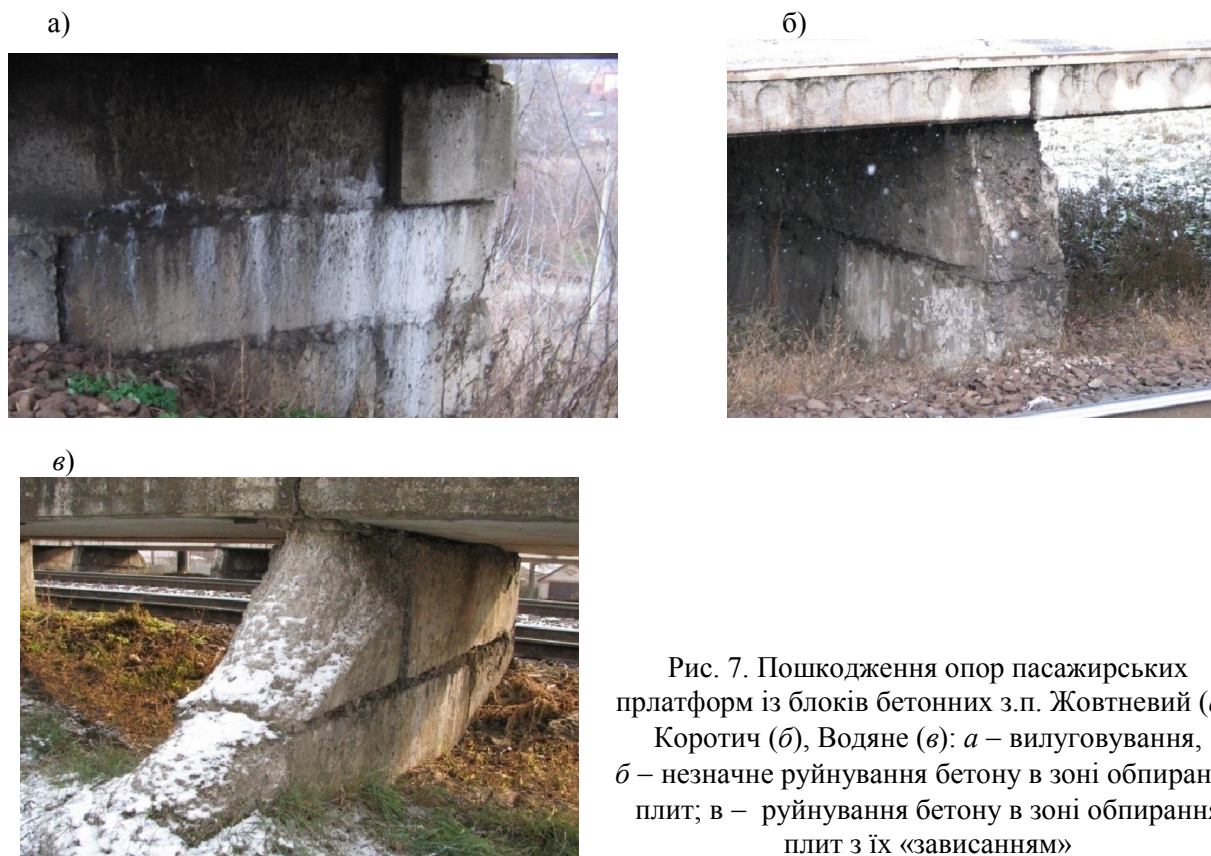 а)
б)
в)
Рис. 7. Пошкодження опор пасажирських
прлатформ із блоків бетонних з.п. Жовтневий (
Коротич (б), Водяне (в): а – вилуговування,
б – незначне руйнування бетону в зоні обпиран
плит; в – руйнування бетону в зоні обпирання
плит з їх «зависанням»